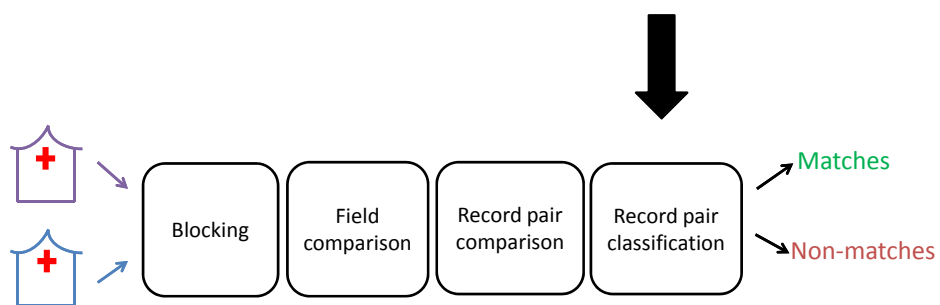 Blocking
Field
comparison
Record pair
comparison
Record pair
classification
Matches
Non-matches